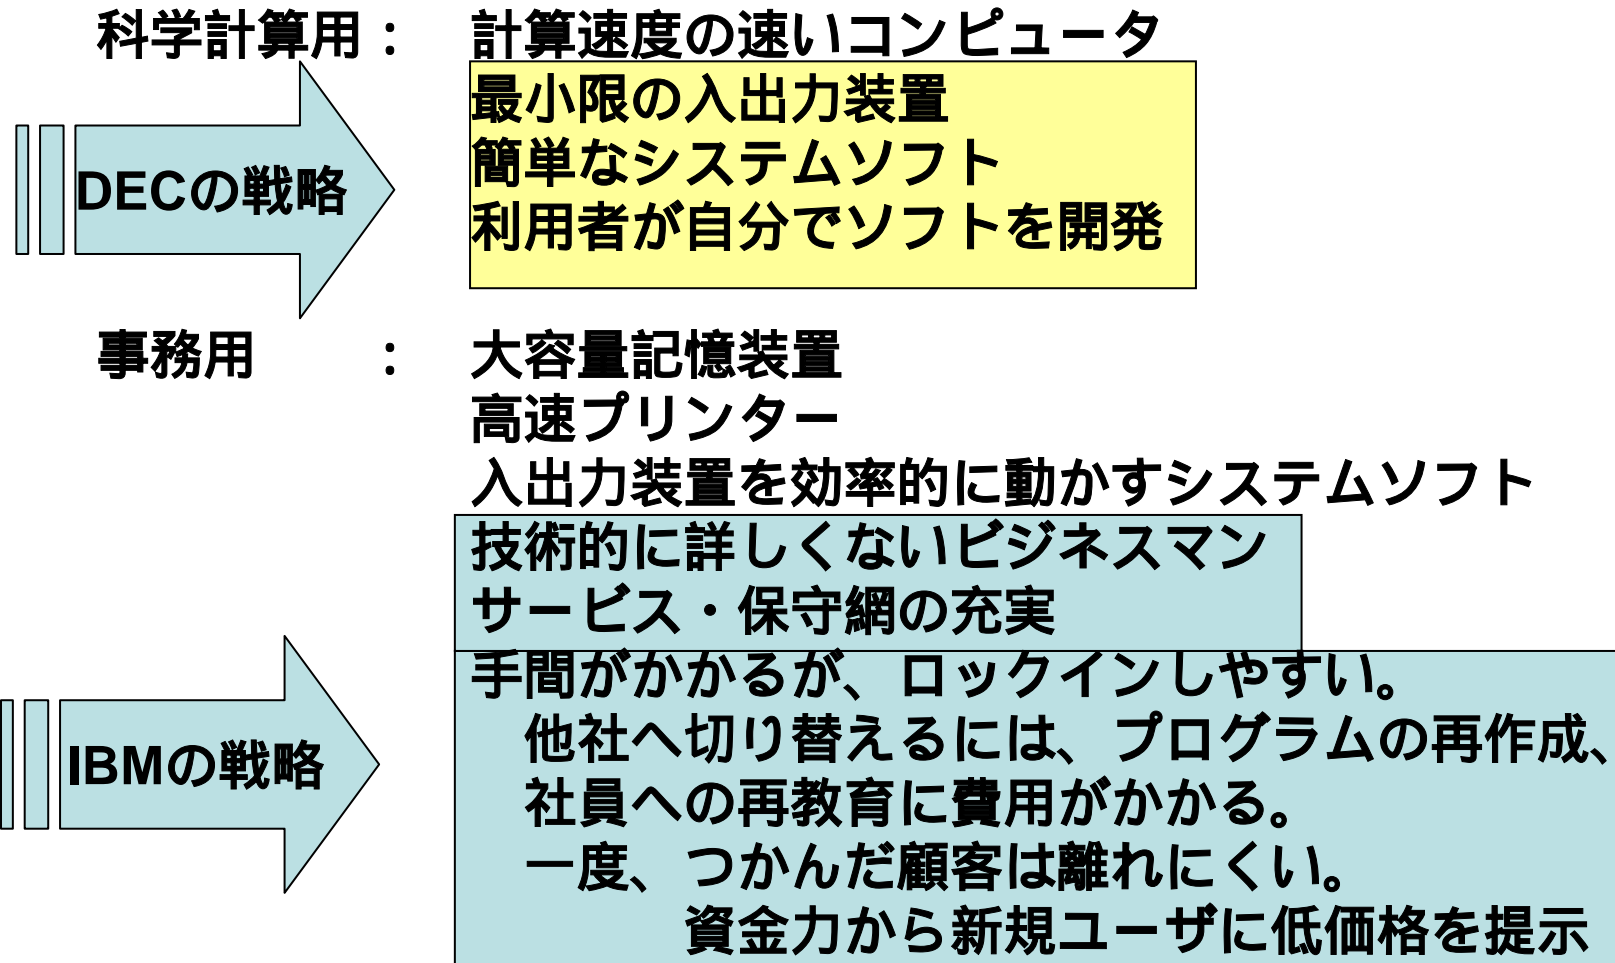 科学計算用： 計算速度の速いコンピュータ
最小限の入出力装置
簡単なシステムソフト
DECの戦略
利用者が自分でソフトを開発
事務用 ： 大容量記憶装置
高速プリンター
入出力装置を効率的に動かすシステムソフト
技術的に詳しくないビジネスマン
サービス・保守網の充実
手間がかかるが、ロックインしやすい。
他社へ切り替えるには、プログラムの再作成、
IBMの戦略
社員への再教育に費用がかかる。
一度、つかんだ顧客は離れにくい。
資金力から新規ユーザに低価格を提示